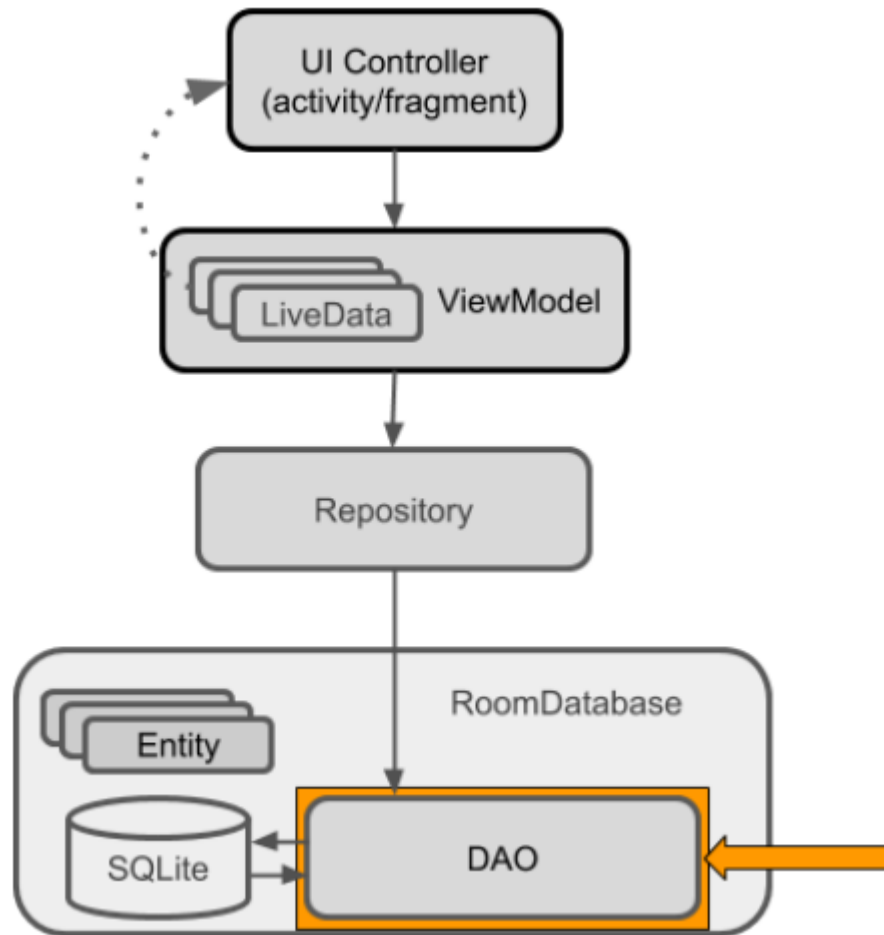 UI Controller
(activity/fragment)
LiveData
ViewModel
Repository
RoomDatabase
Entity
SQLite
DAO